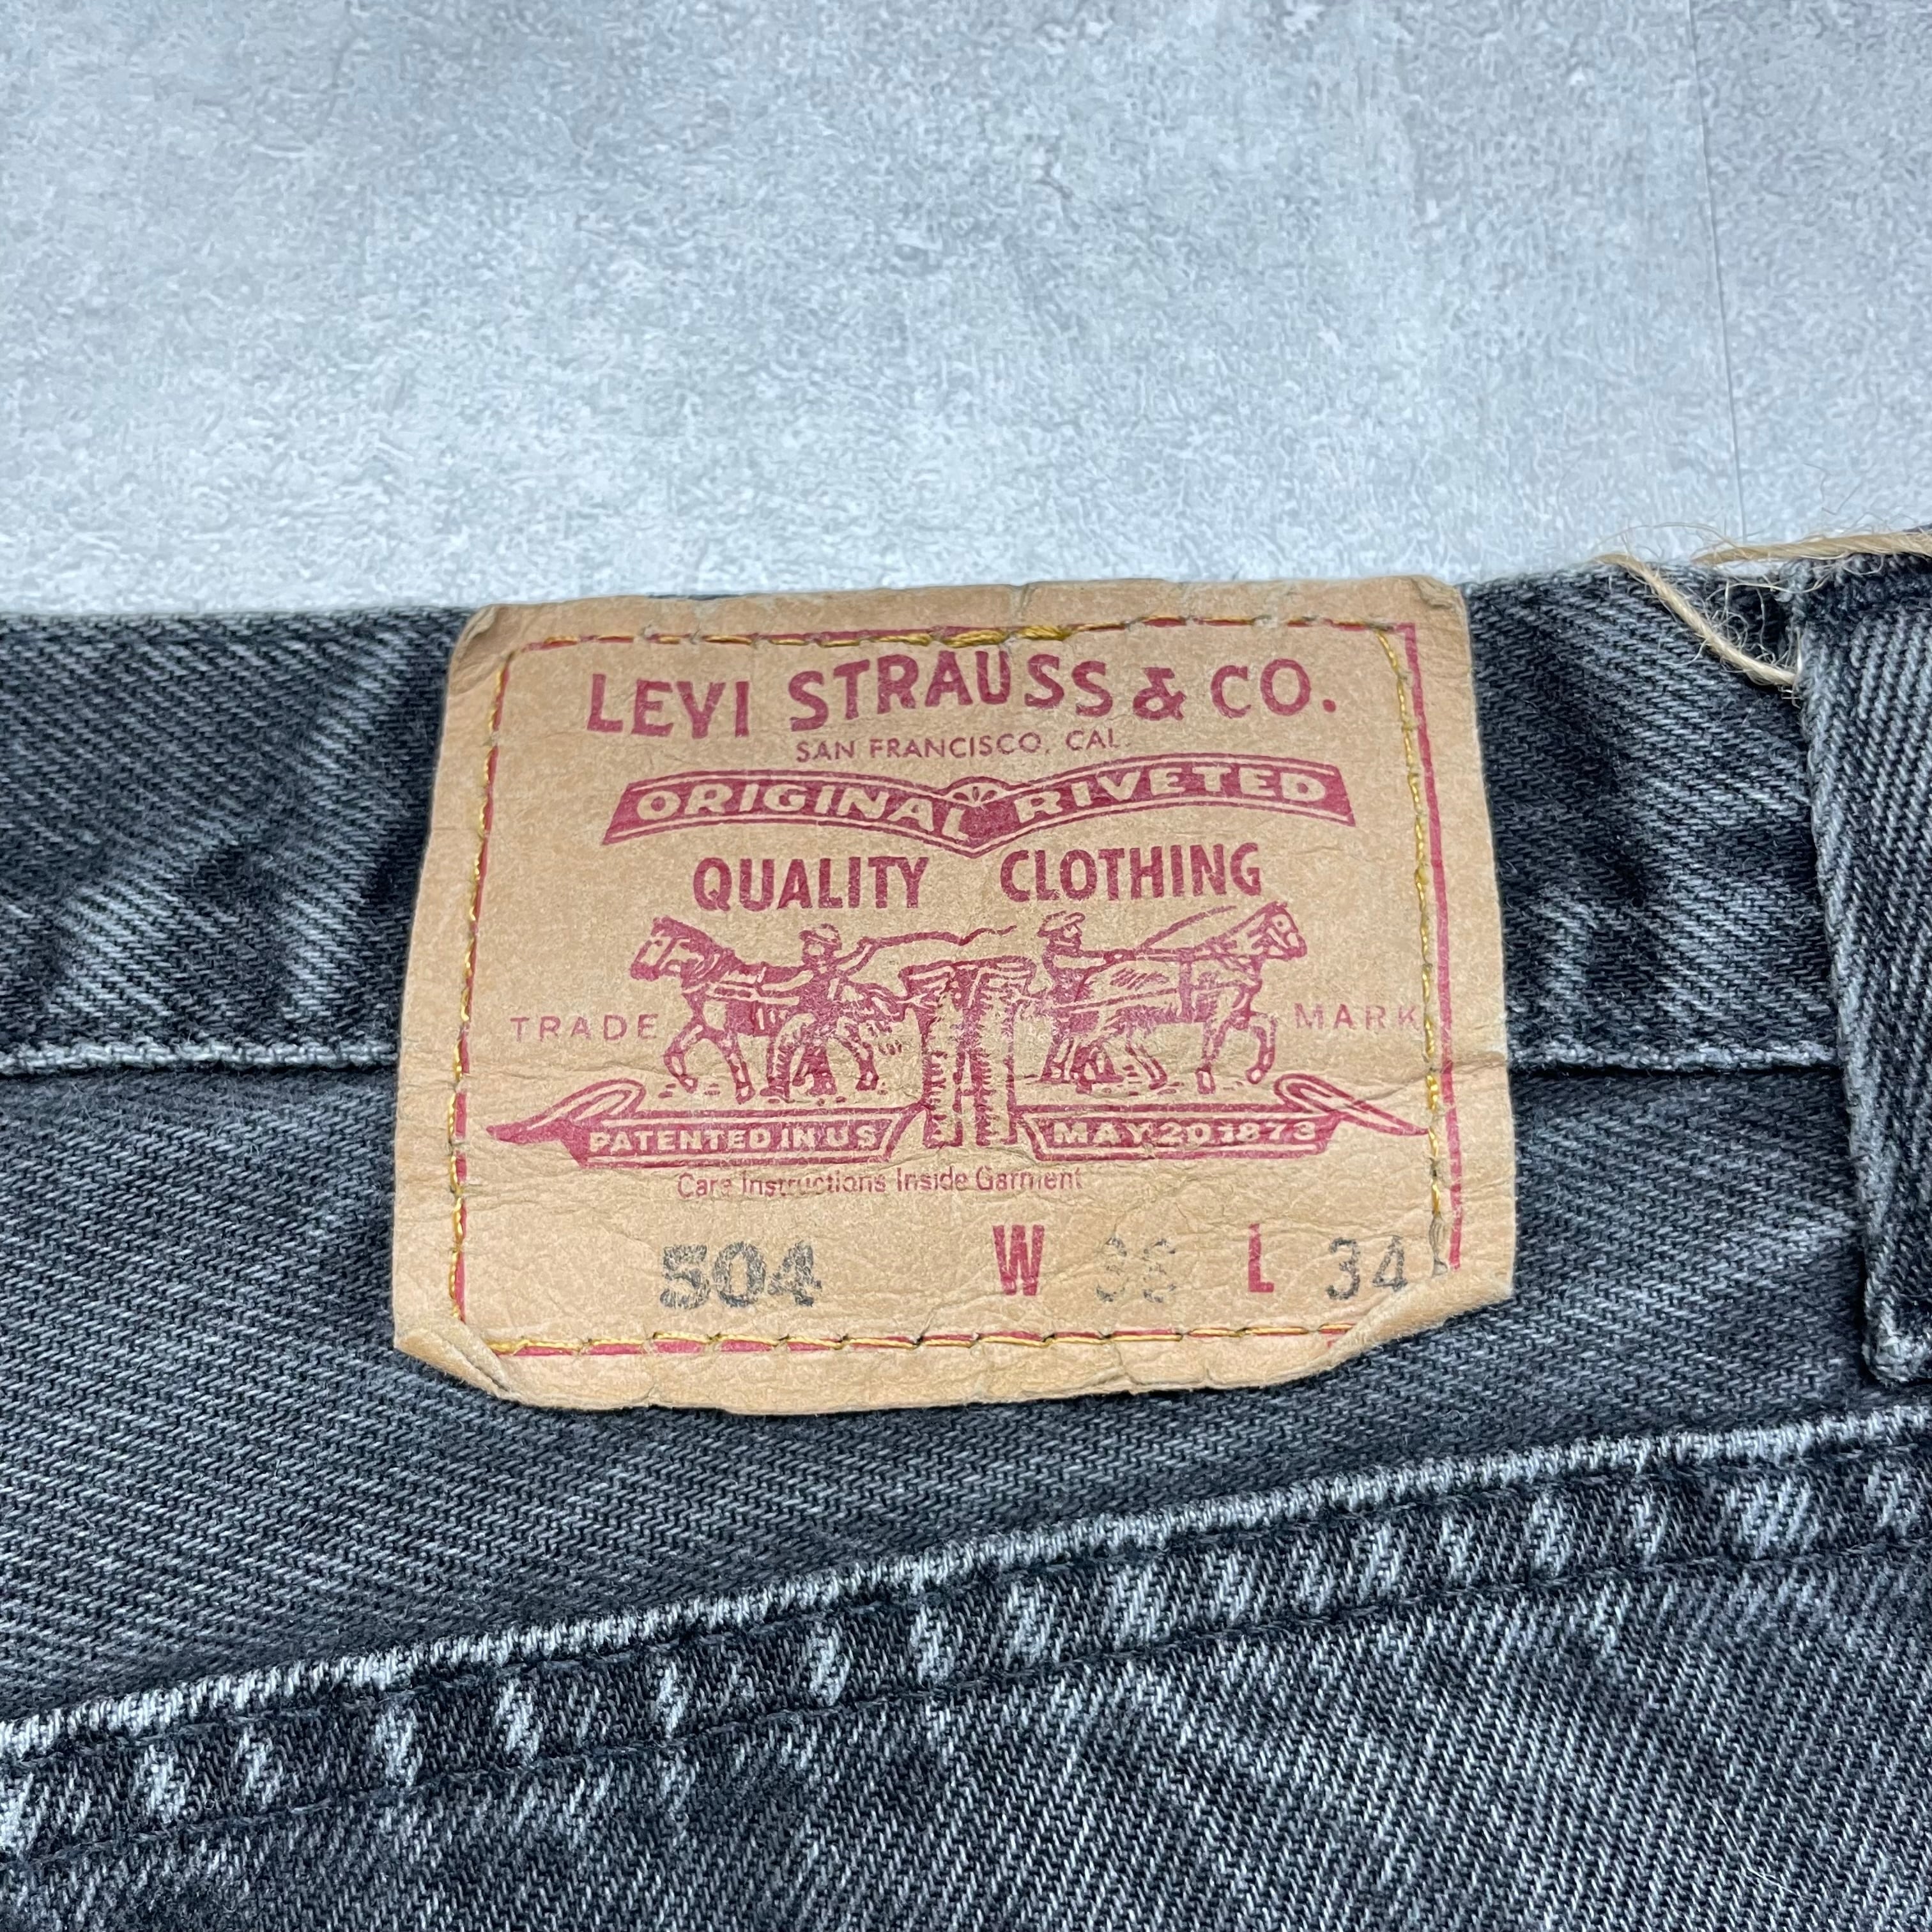 LEVI STRAUSS & CO.
SAN FRANCISCO, CAL.
ORIGINAL RIVETED
QUALITY CLOTHING
TRADE MARK
PATENTED IN U S MAY 20 1873
Care Instructions Inside Garment
504 W L 34